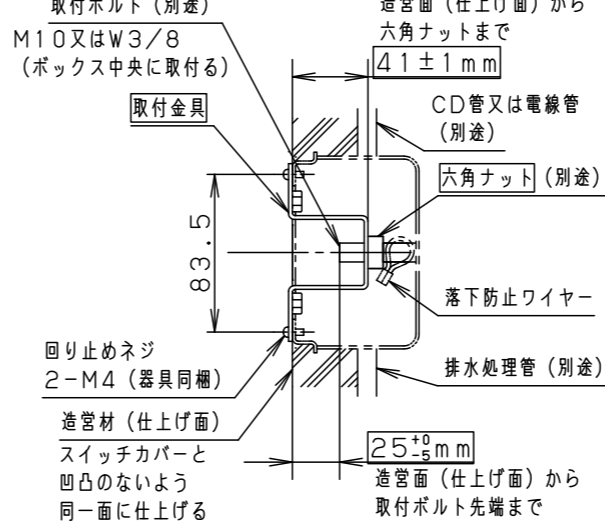 取付ボルト（別途）
M10又はW3/8
（ボックス中央に取付る）
造営面（仕上げ面）から
六角ナットまで
41±1mm
取付金具
CD管又は電線管
（別途）
六角ナット（別途）
83.5
落下防止ワイヤー
回り止めネジ
2-M4（器具同梱）
排水処理管（別途）
造営材（仕上げ面）
スイッチカバーと
凹凸のないよう
同一面に仕上げる
25+0-5mm
造営面（仕上げ面）から
取付ボルト先端まで